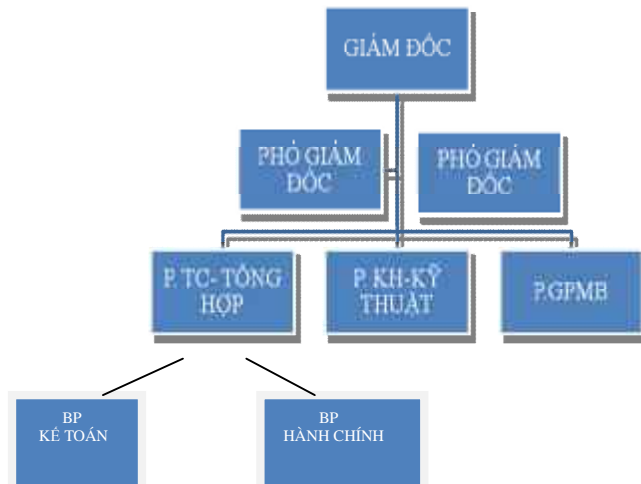 GIÁM ĐỐC
PHÓ GIÁM
ĐỐC
PHÓ GIÁM
ĐỐC
P. TC- TỔNG
HỢP
P. KH-KỸ
THUẬT
P.GPMB
BP
KẾ TOÁN
BP
HÀNH CHÍNH